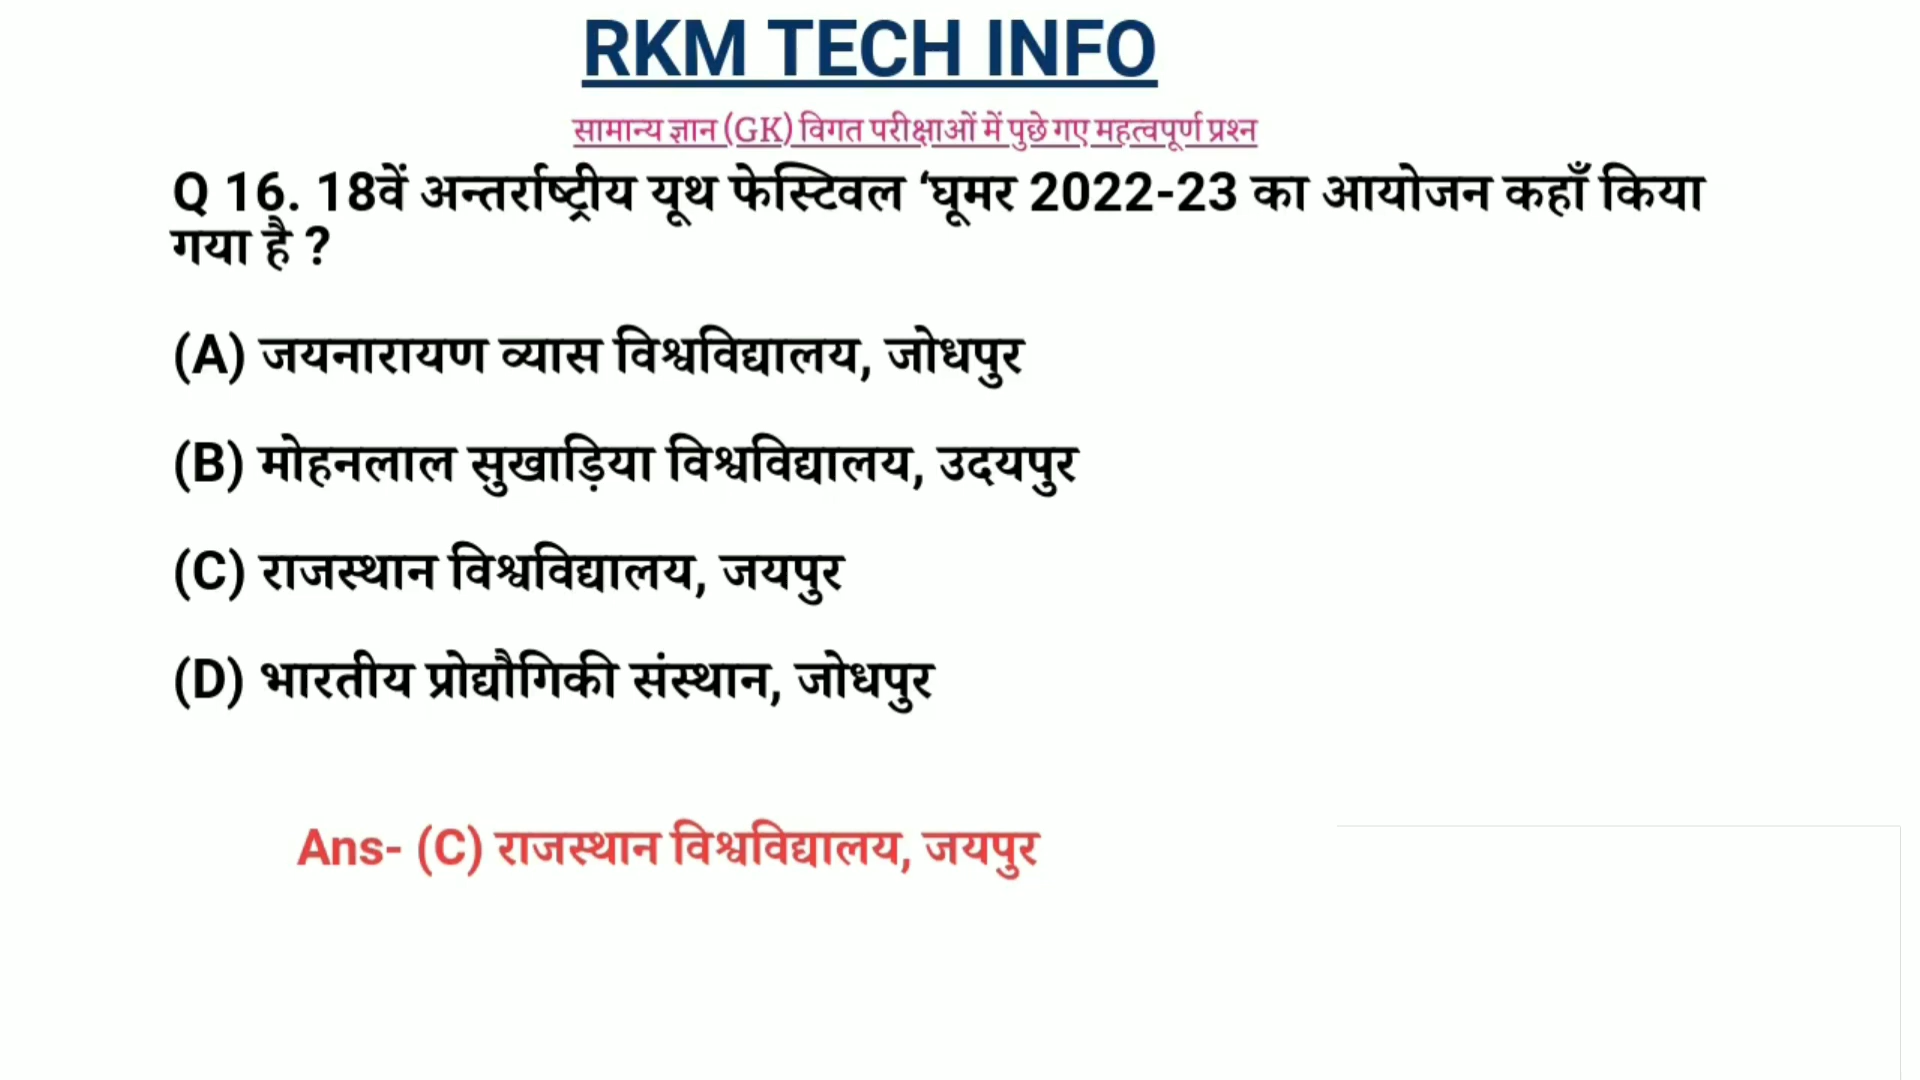 RKM TECH INFO
सामान्य ज्ञान (GK) विगत परीक्षाओं में पुछे गए महत्वपूर्ण प्रश्न
Q 16. 18वें अन्तर्राष्ट्रीय यूथ फेस्टिवल ‘घूमर 2022-23 का आयोजन कहाँ किया
गया है ?
(A) जयनारायण व्यास विश्वविद्यालय, जोधपुर
(B) मोहनलाल सुखाड़िया विश्वविद्यालय, उदयपुर
(C) राजस्थान विश्वविद्यालय, जयपुर
(D) भारतीय प्रोद्यौगिकी संस्थान, जोधपुर
Ans- (C) राजस्थान विश्वविद्यालय, जयपुर